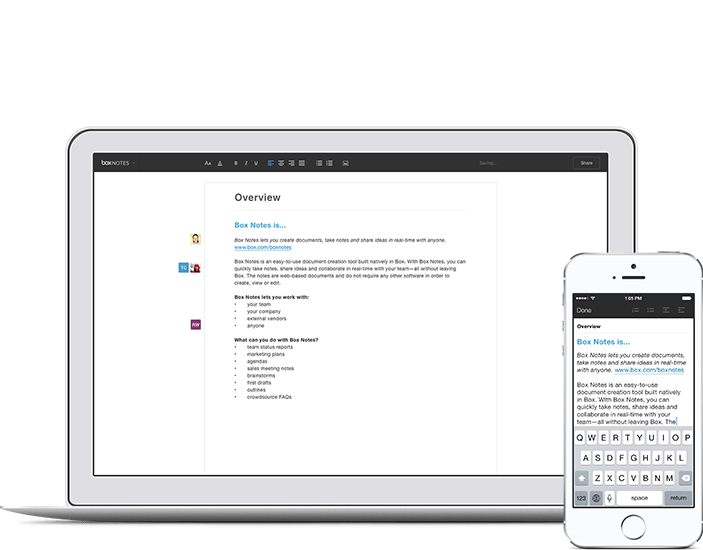 boxNOTES
AA A B I U
Saving...
Share
Overview
Box Notes is...
Box Notes lets you create documents, take notes and share ideas in real-time with anyone.
www.box.com/boxnotes
TC
Box Notes is an easy-to-use document creation tool built natively in Box. With Box Notes, you can
quickly take notes, share ideas and collaborate in real-time with your team—all without leaving
Box. The notes are web-based documents and do not require any other software in order to
create, view or edit.
Box Notes lets you work with:
• your team
• your company
• external vendors
• anyone
RW
What can you do with Box Notes?
• team status reports
• marketing plans
• agendas
• sales meeting notes
• brainstorms
• first drafts
• outlines
• crowdsource FAQs
1:05 PM
Done
Overview
Box Notes is...
Box Notes lets you create documents,
take notes and share ideas in real-time
with anyone. www.box.com/boxnotes
Box Notes is an easy-to-use
document creation tool built natively
in Box. With Box Notes, you can
quickly take notes, share ideas and
collaborate in real-time with your
team—all without leaving Box. The
Q W E R T Y U I O P
A S D F G H J K L
Z X C V B N M
123 space return